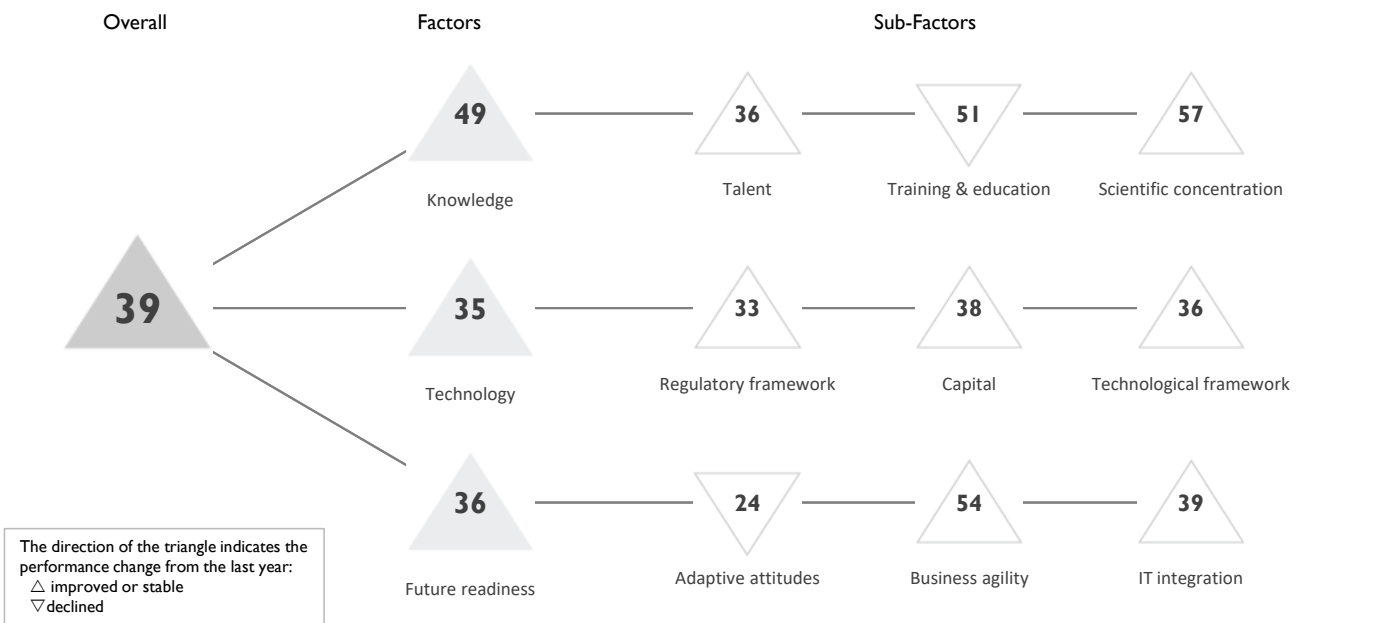 Overall
Factors
Sub-Factors
49
36
51
57
Knowledge
Talent
Training & education
Scientific concentration
39
35
33
38
36
Technology
Regulatory framework
Capital
Technological framework
36
24
54
39
Future readiness
Adaptive attitudes
Business agility
IT integration
The direction of the triangle indicates the
performance change from the last year:
△ improved or stable
▽ declined